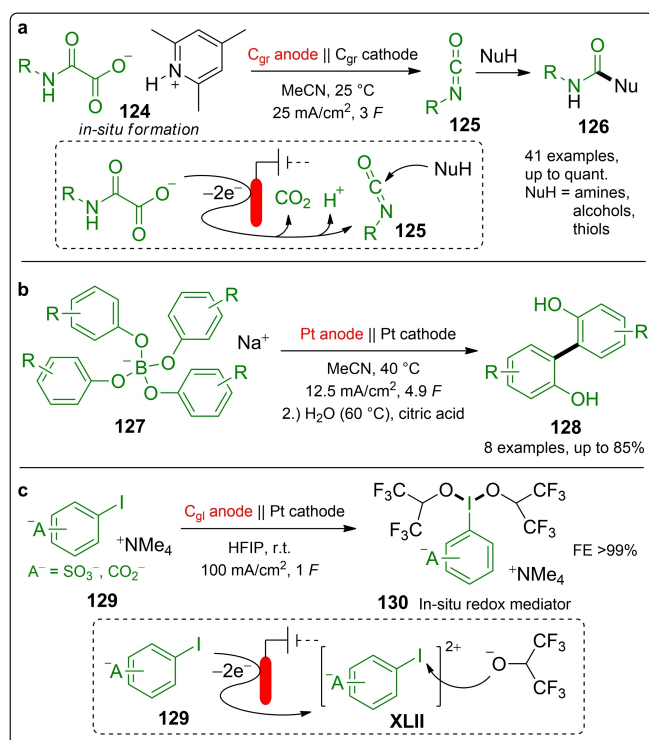 a
R N H O O O⁻ O
H N +
C_gr anode || C_gr cathode
MeCN, 25 °C
25 mA/cm², 3 F
O C N R
NuH
R N H O Nu
124
in-situ formation
125
126
R N H O O O⁻ O
−2e⁻
CO₂
H⁺
O C N R
NuH
125
41 examples,
up to quant.
NuH = amines,
alcohols,
thiols
b
R R R R O O O O B⁻
Na⁺
127
Pt anode || Pt cathode
MeCN, 40 °C
12.5 mA/cm², 4.9 F
2.) H₂O (60 °C), citric acid
HO R R OH
128
8 examples, up to 85%
c
I
⁻A
⁺NMe₄
A⁻ = SO₃⁻, CO₂⁻
129
C_gl anode || Pt cathode
HFIP, r.t.
100 mA/cm², 1 F
F₃C O I O CF₃
CF₃ CF₃
⁻A
⁺NMe₄
FE >99%
130 In-situ redox mediator
I
⁻A
129
−2e⁻
I
⁻A
2+
XLII
⁻O
CF₃
CF₃